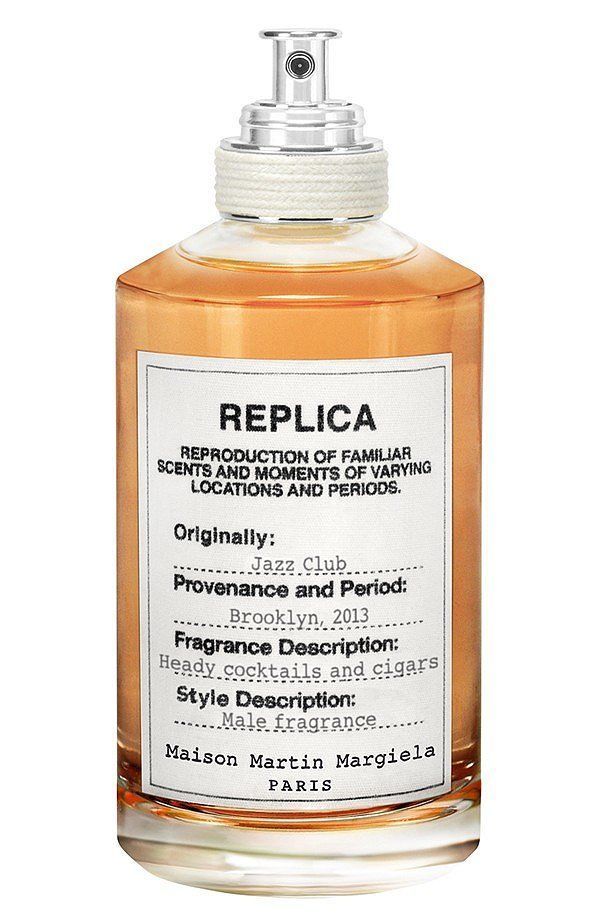 REPLICA
REPRODUCTION OF FAMILIAR
SCENTS AND MOMENTS OF VARYING
LOCATIONS AND PERIODS.
Originally:
Jazz Club
Provenance and Period:
Brooklyn, 2013
Fragrance Description:
Heady cocktails and cigars
Style Description:
Male fragrance
Maison Martin Margiela
PARIS